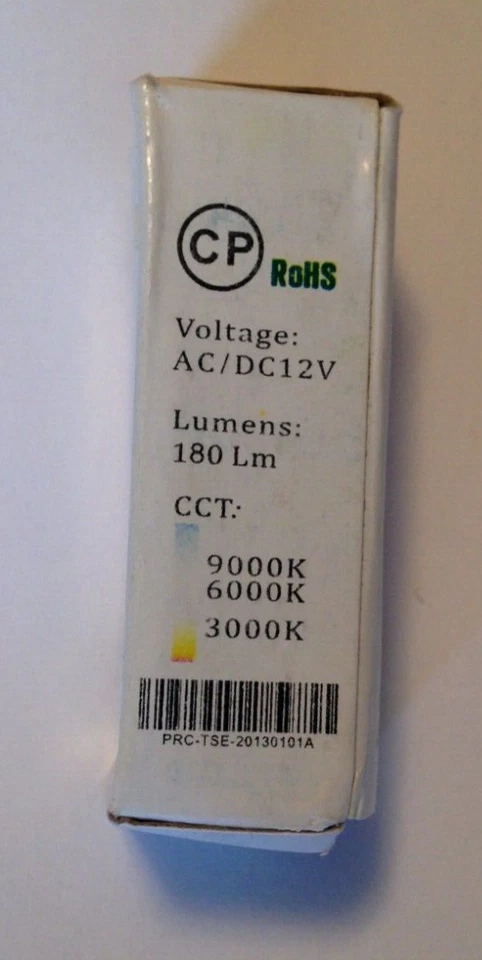 CP
RoHS
Voltage:
AC/DC12V
Lumens:
180 Lm
CCT:
9000K
6000K
3000K
PRC-TSE-20130101A